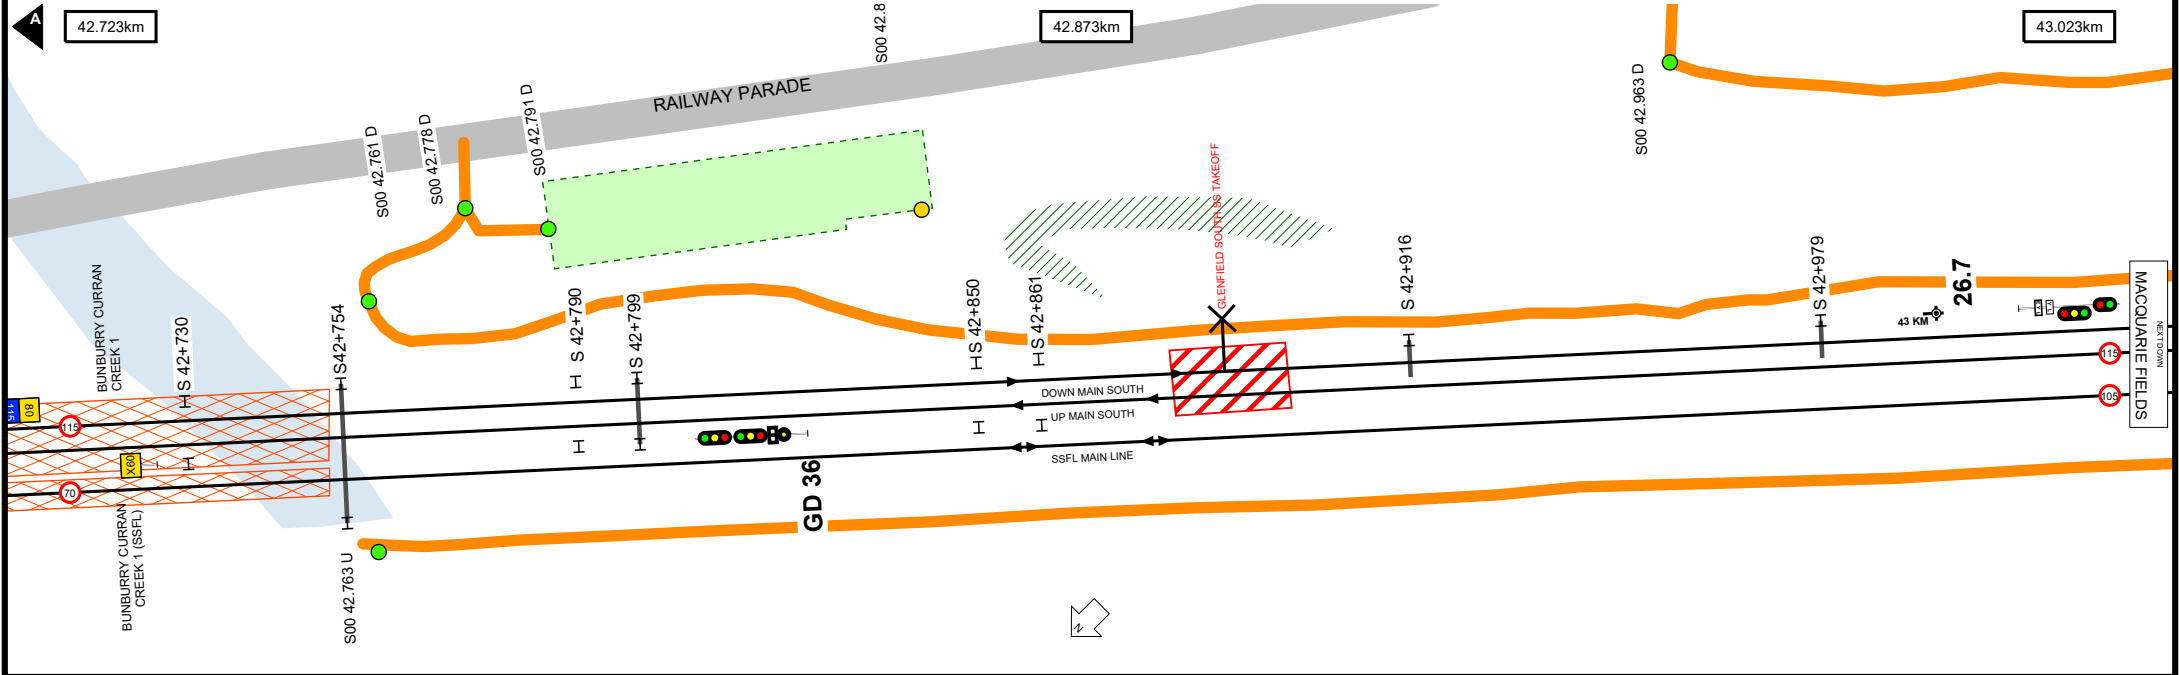 A
42.723km
42.873km
43.023km
S00 42.8
RAILWAY PARADE
S00 42.761 D
S00 42.778 D
S00 42.791 D
S00 42.963 D
GLENFIELD SOUTH SS TAKEOFF
BUNBURRY CURRAN
CREEK 1
S 42+730
S42+754
S 42+790
S 42+799
S 42+850
S 42+861
S 42+916
S 42+979
26.7
43 KM
MACQUARIE FIELDS
NEXT DOWN
115
80
115
X60
70
DOWN MAIN SOUTH
UP MAIN SOUTH
SSFL MAIN LINE
115
105
GD 36
BUNBURRY CURRAN
CREEK 1 (SSFL)
S00 42.763 U
N